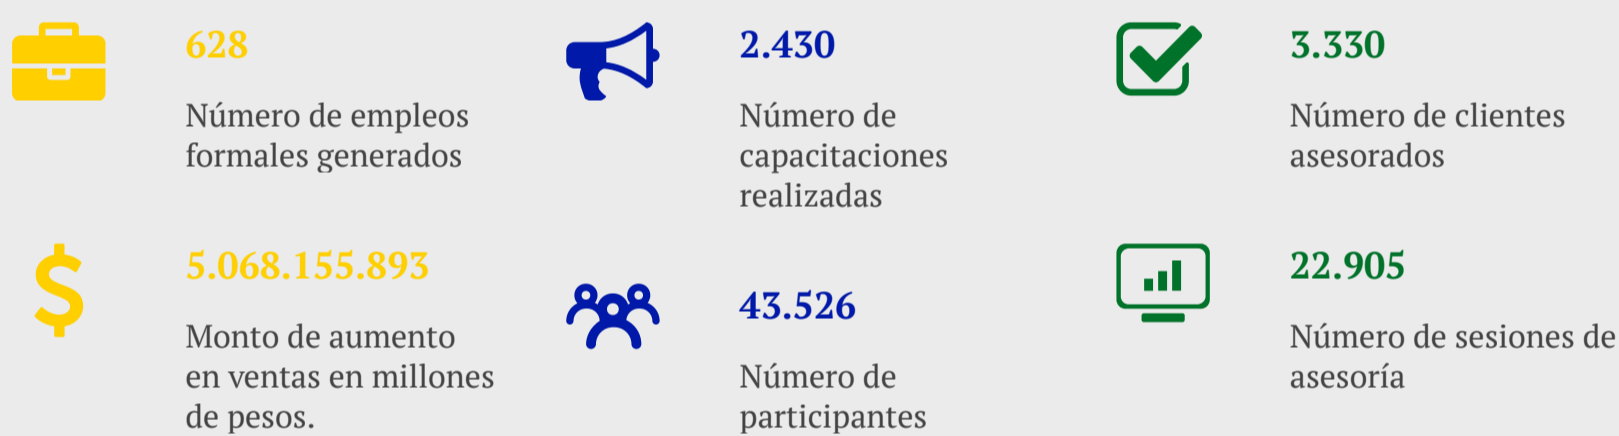 628
Número de empleos
formales generados
5.068.155.893
Monto de aumento
en ventas en millones
de pesos.
2.430
Número de
capacitaciones
realizadas
43.526
Número de
participantes
3.330
Número de clientes
asesorados
22.905
Número de sesiones de
asesoría